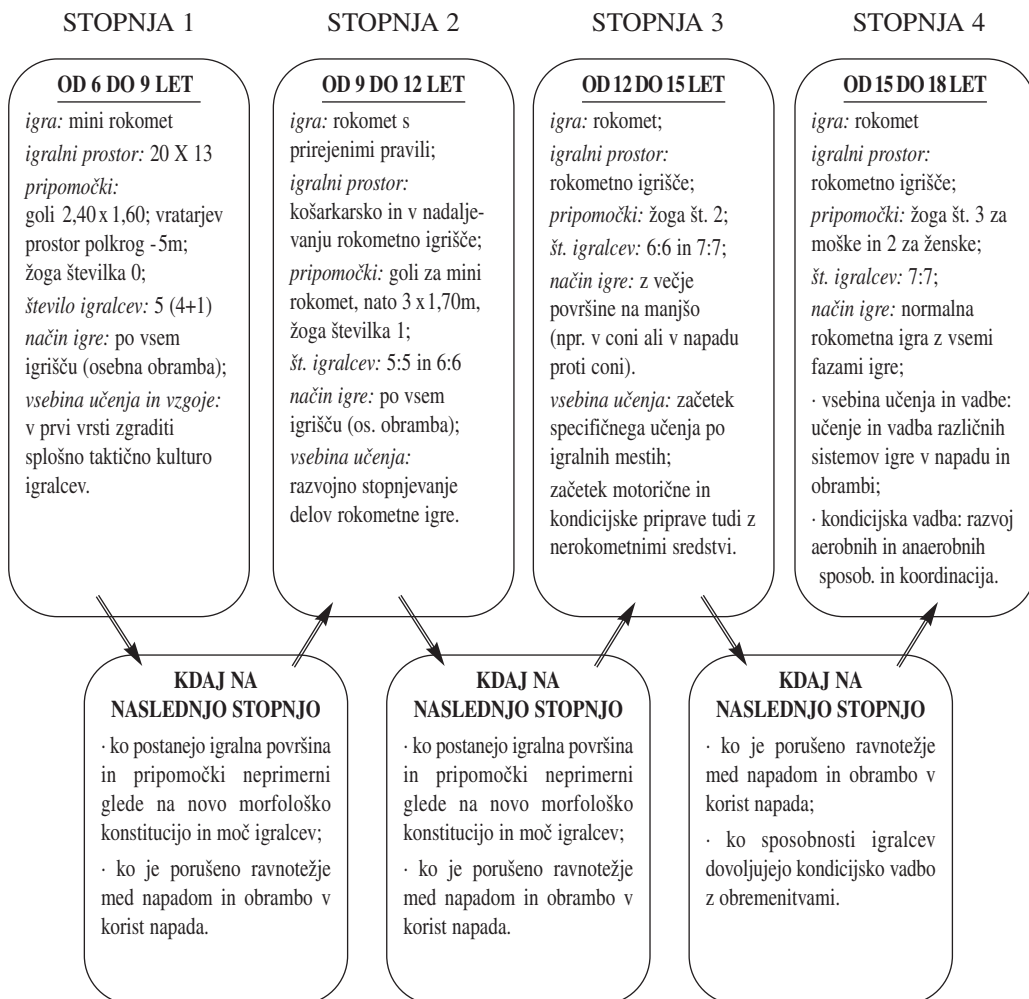 STOPNJA 1
OD 6 DO 9 LET
igra: mini rokomet
igralni prostor: 20 X 13
pripomočki:
goli 2,40 x 1,60; vratarjev
prostor polkrog -5m;
žoga številka 0;
število igralcev: 5 (4+1)
način igre: po vsem
igrišču (osebna obramba);
vsebina učenja in vzgoje:
v prvi vrsti zgraditi
splošno taktično kulturo
igralcev.
STOPNJA 2
OD 9 DO 12 LET
igra: rokomet s
prirejenimi pravili;
igralni prostor:
košarkarsko in v nadalje-
vanju rokometno igrišče;
pripomočki: goli za mini
rokomet, nato 3 x 1,70m,
žoga številka 1;
št. igralcev: 5:5 in 6:6
način igre: po vsem
igrišču (os. obramba);
vsebina učenja:
razvojno stopnjevanje
delov rokometne igre.
STOPNJA 3
OD 12 DO 15 LET
igra: rokomet;
igralni prostor:
rokometno igrišče;
pripomočki: žoga št. 2;
št. igralcev: 6:6 in 7:7;
način igre: z večje
površine na manjšo
(npr. v coni ali v napadu
proti coni).
vsebina učenja: začetek
specifičnega učenja po
igralnih mestih;
začetek motorične in
kondicijske priprave tudi z
nerokometnimi sredstvi.
STOPNJA 4
OD 15 DO 18 LET
igra: rokomet
igralni prostor:
rokometno igrišče;
pripomočki: žoga št. 3 za
moške in 2 za ženske;
št. igralcev: 7:7;
način igre: normalna
rokometna igra z vsemi
fazami igre;
· vsebina učenja in vadbe:
učenje in vadba različnih
sistemov igre v napadu in
obrambi;
· kondicijska vadba: razvoj
aerobnih in anaerobnih
sposob. in koordinacija.
KDAJ NA
NASLEDNJO STOPNJO
· ko postanejo igralna površina
in pripomočki neprimerni
glede na novo morfološko
konstitucijo in moč igralcev;
· ko je porušeno ravnotežje
med napadom in obrambo v
korist napada.
KDAJ NA
NASLEDNJO STOPNJO
· ko postanejo igralna površina
in pripomočki neprimerni
glede na novo morfološko
konstitucijo in moč igralcev;
· ko je porušeno ravnotežje
med napadom in obrambo v
korist napada.
KDAJ NA
NASLEDNJO STOPNJO
· ko je porušeno ravnotežje
med napadom in obrambo v
korist napada;
· ko sposobnosti igralcev
dovoljujejo kondicijsko vadbo
z obremenitvami.